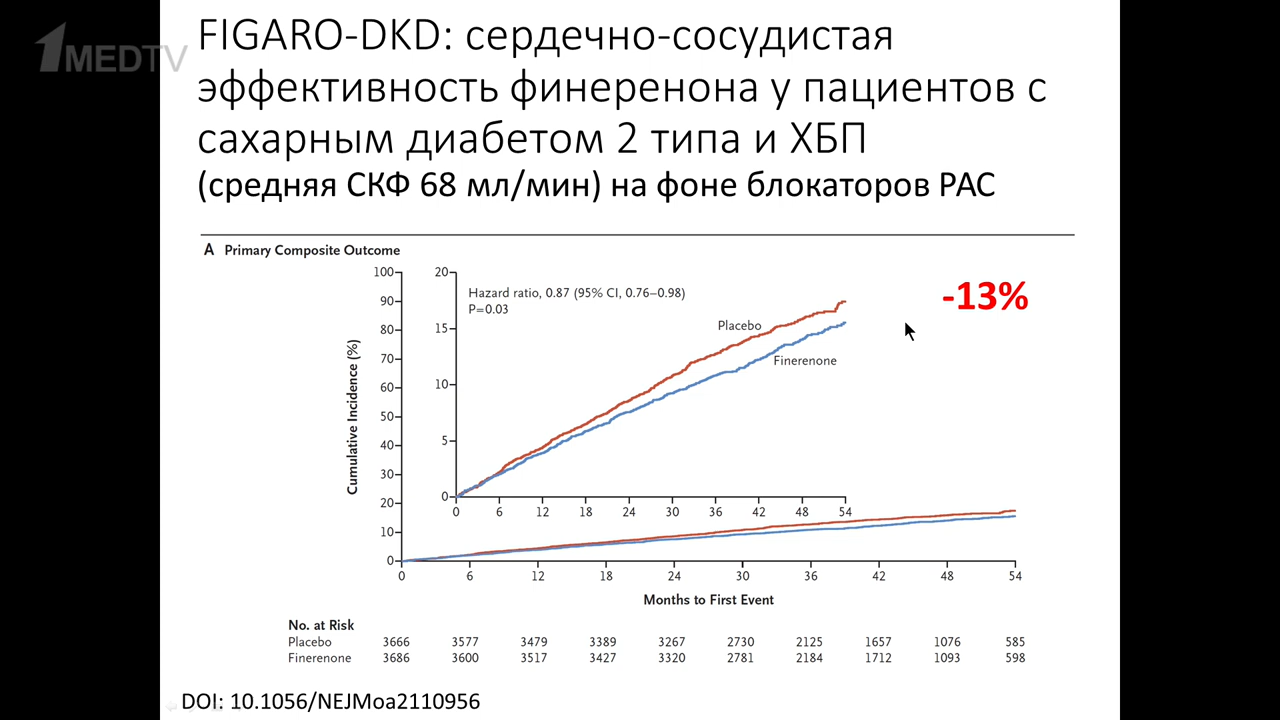 1MEDTV
FIGARO-DKD: сердечно-сосудистая
эффективность финеренона у пациентов с
сахарным диабетом 2 типа и ХБП
(средняя СКФ 68 мл/мин) на фоне блокаторов РАС
A Primary Composite Outcome
-13%
Hazard ratio, 0.87 (95% CI, 0.76–0.98)
P=0.03
Placebo
Finerenone
20
15
10
5
0
0 6 12 18 24 30 36 42 48 54
Cumulative Incidence (%)
100
90
80
70
60
50
40
30
20
10
0
0 6 12 18 24 30 36 42 48 54
Months to First Event
No. at Risk
Placebo 3666 3577 3479 3389 3267 2730 2125 1657 1076 585
Finerenone 3686 3600 3517 3427 3320 2781 2184 1712 1093 598
DOI: 10.1056/NEJMoa2110956